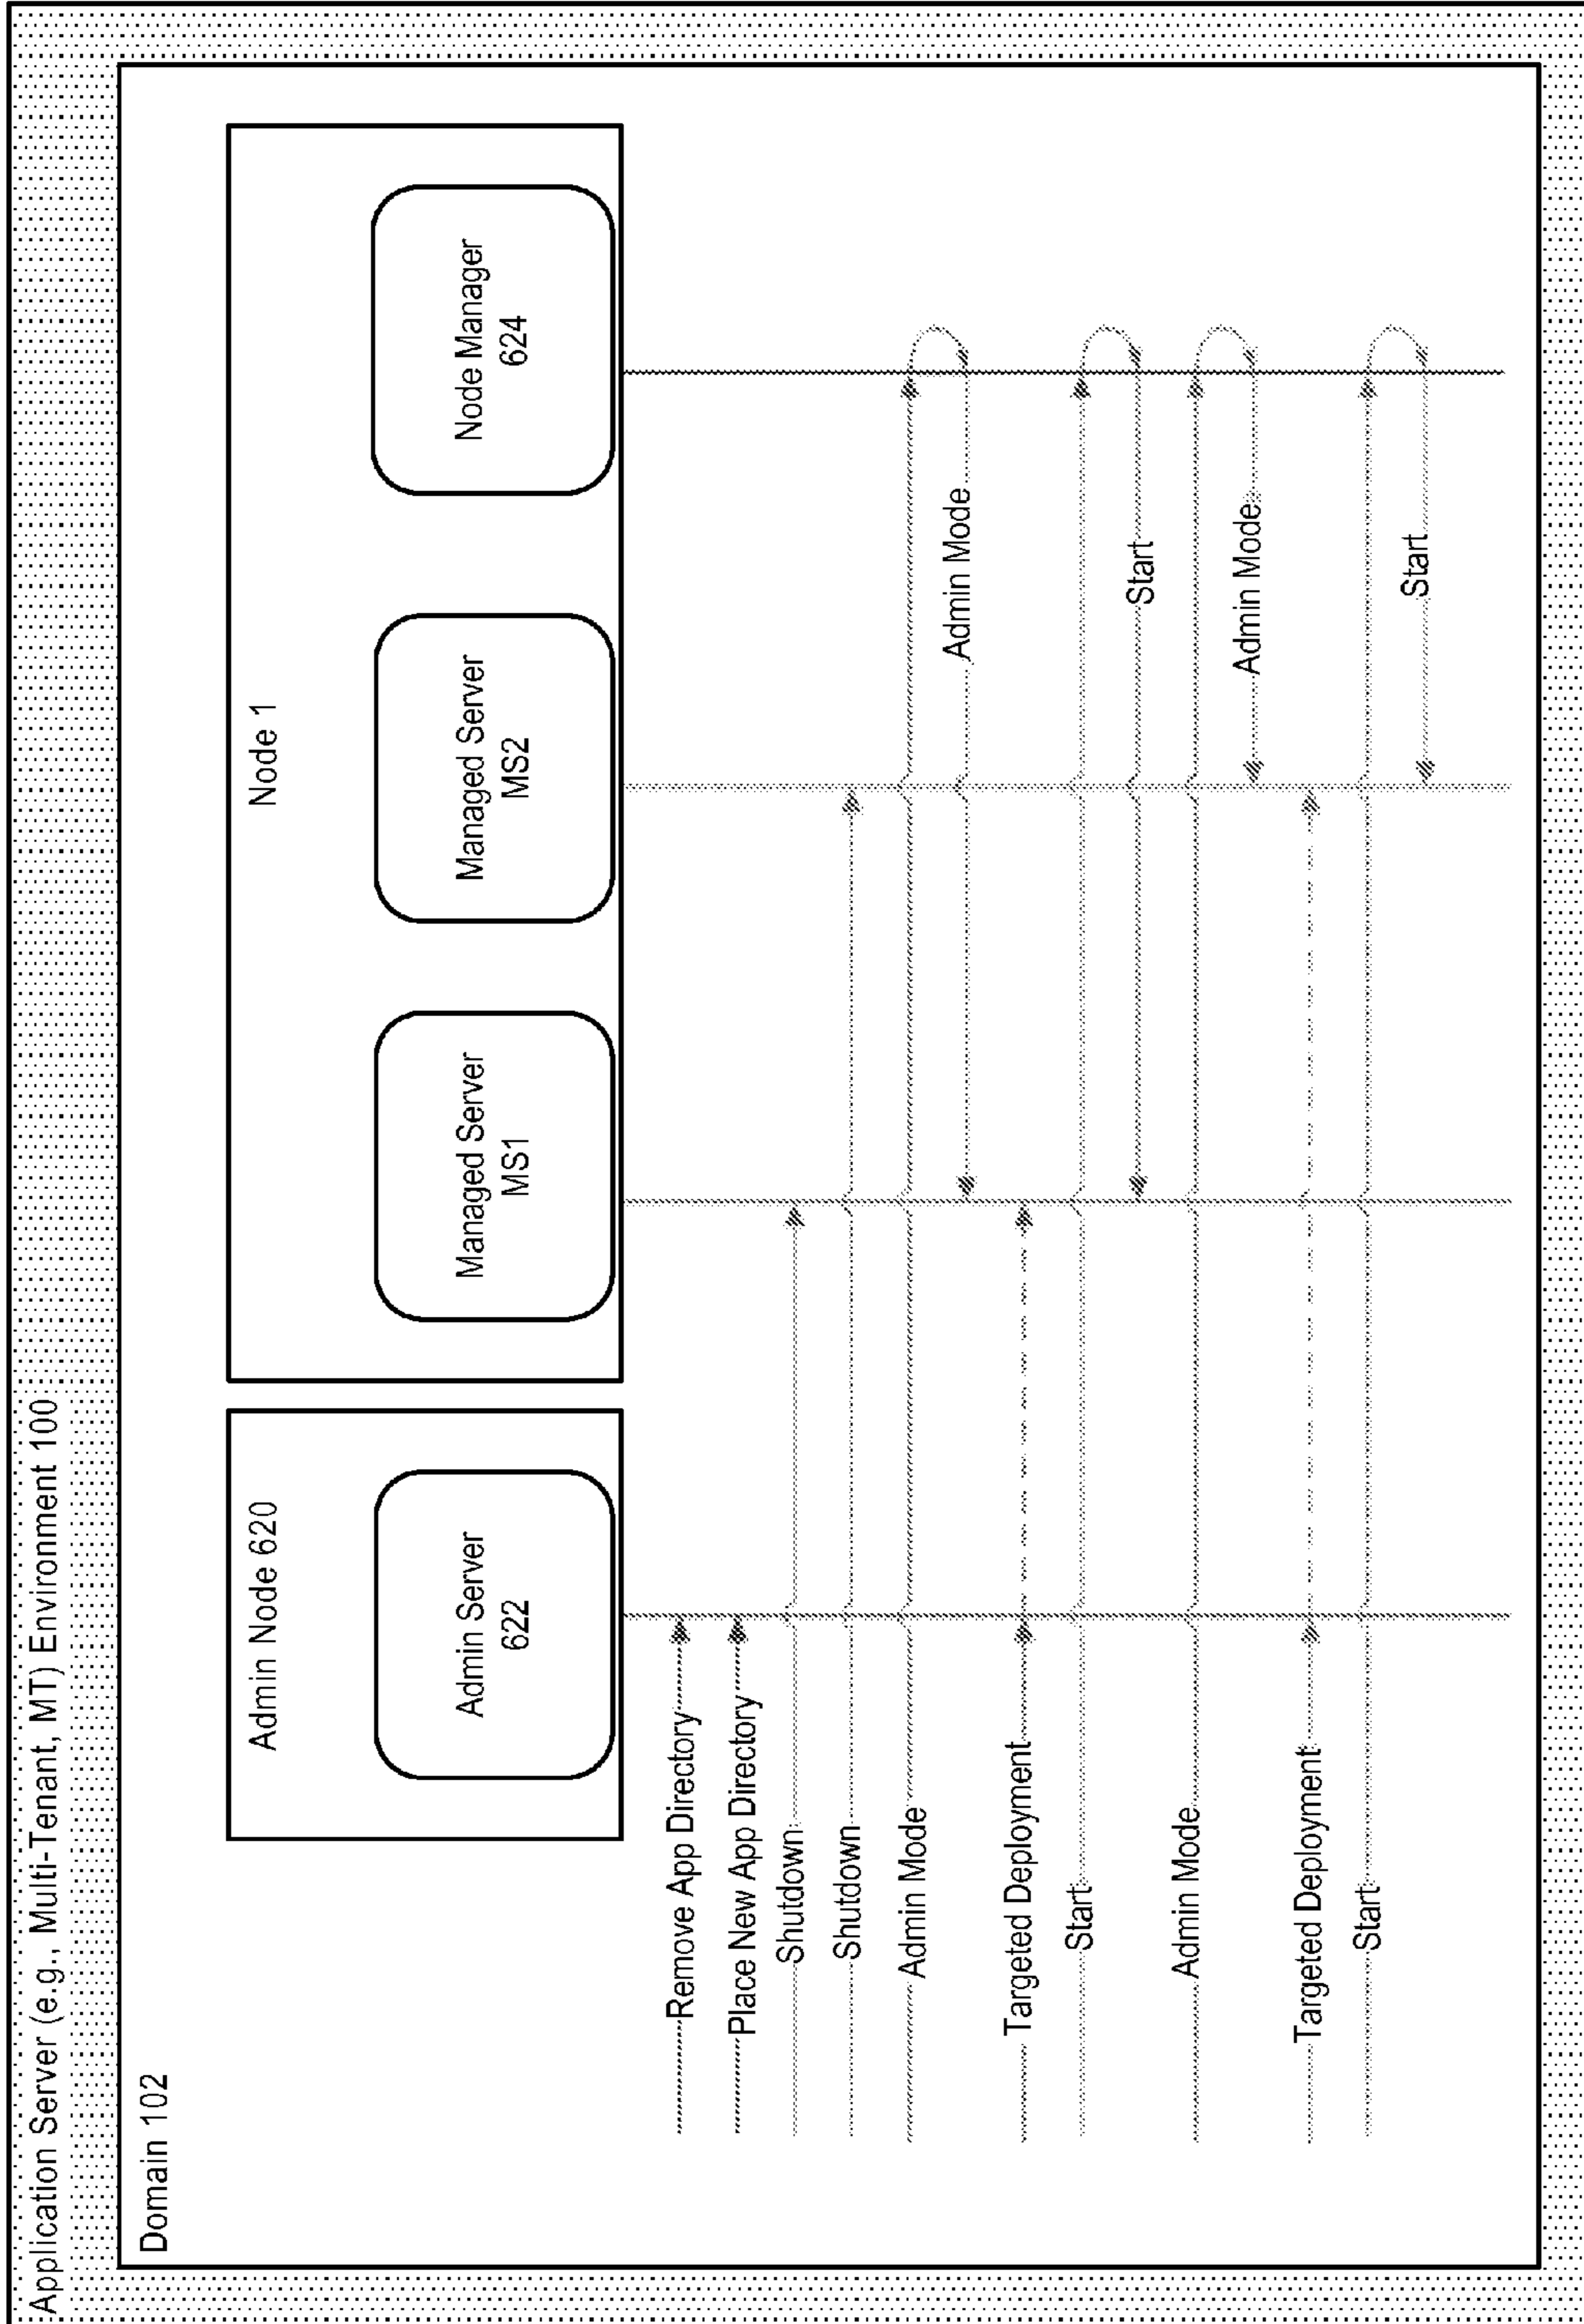 Application Server (e.g., Multi-Tenant, MT) Environment 100
Domain 102
Admin Node 620
Node 1
Admin Server
622
Managed Server
MS1
Managed Server
MS2
Node Manager
624
Remove App Directory
Place New App Directory
Shutdown
Shutdown
Admin Mode
Admin Mode
Targeted Deployment
Start
Start
Admin Mode
Admin Mode
Targeted Deployment
Start
Start